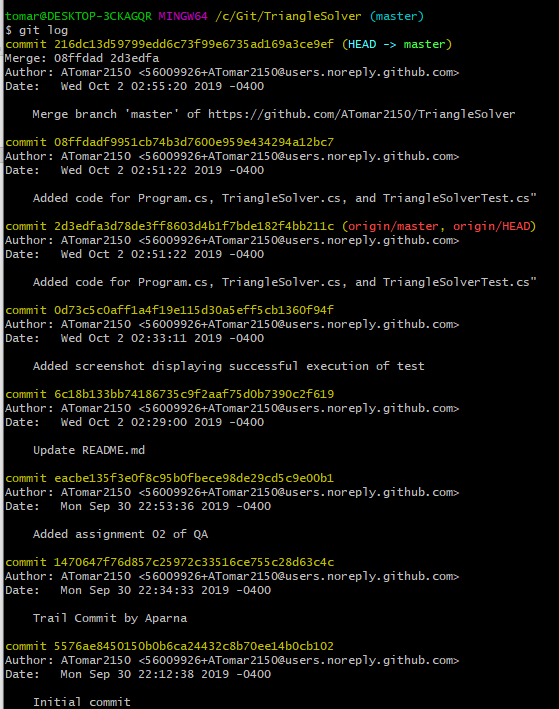 tomar@DESKTOP-3CKAGQR MINGW64 /c/Git/TriangleSolver (master)
$ git log
commit 216dc13d59799edd6c73f99e6735ad169a3ce9ef (HEAD -> master)
Merge: 08ffdad 2d3edfa
Author: ATomar2150 <56009926+ATomar2150@users.noreply.github.com>
Date:   Wed Oct 2 02:55:20 2019 -0400
Merge branch 'master' of https://github.com/ATomar2150/TriangleSolver
commit 08ffdadf9951cb74b3d7600e959e434294a12bc7
Author: ATomar2150 <56009926+ATomar2150@users.noreply.github.com>
Date:   Wed Oct 2 02:51:22 2019 -0400
Added code for Program.cs, TriangleSolver.cs, and TriangleSolverTest.cs"
commit 2d3edfa3d78de3ff8603d4b1f7bde182f4bb211c (origin/master, origin/HEAD)
Author: ATomar2150 <56009926+ATomar2150@users.noreply.github.com>
Date:   Wed Oct 2 02:51:22 2019 -0400
Added code for Program.cs, TriangleSolver.cs, and TriangleSolverTest.cs"
commit 0d73c5c0aff1a4f19e115d30a5eff5cb1360f94f
Author: ATomar2150 <56009926+ATomar2150@users.noreply.github.com>
Date:   Wed Oct 2 02:33:11 2019 -0400
Added screenshot displaying successful execution of test
commit 6c18b133bb74186735c9f2aaf75d0b7390c2f619
Author: ATomar2150 <56009926+ATomar2150@users.noreply.github.com>
Date:   Wed Oct 2 02:29:00 2019 -0400
Update README.md
commit eacbe135f3e0f8c95b0fbece98de29cd5c9e00b1
Author: ATomar2150 <56009926+ATomar2150@users.noreply.github.com>
Date:   Mon Sep 30 22:53:36 2019 -0400
Added assignment 02 of QA
commit 1470647f76d857c25972c33516ce755c28d63c4c
Author: ATomar2150 <56009926+ATomar2150@users.noreply.github.com>
Date:   Mon Sep 30 22:34:33 2019 -0400
Trail Commit by Aparna
commit 5576ae8450150b0b6ca24432c8b70ee14b0cb102
Author: ATomar2150 <56009926+ATomar2150@users.noreply.github.com>
Date:   Mon Sep 30 22:12:38 2019 -0400
Initial commit